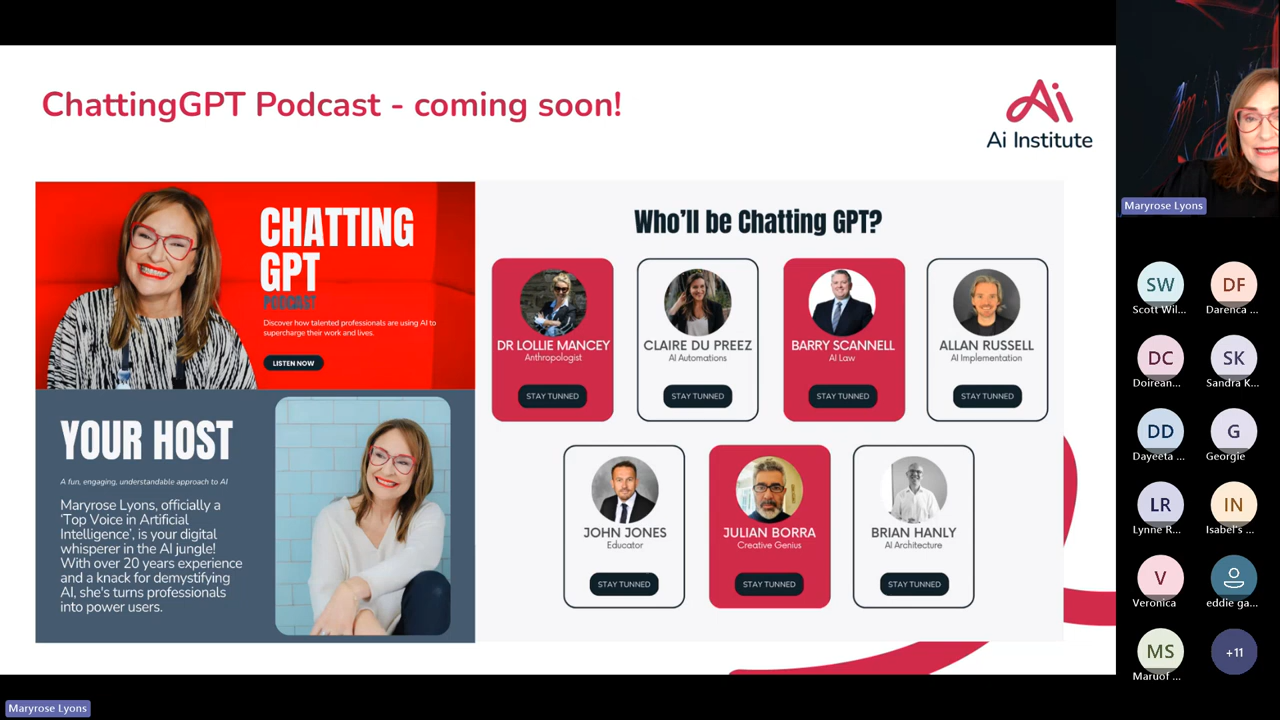 ChattingGPT Podcast - coming soon!
Ai
Ai Institute
CHATTING
GPT
PODCAST
Discover how talented professionals are using AI to
supercharge their work and lives.
LISTEN NOW
YOUR HOST
A fun, engaging, understandable approach to AI
Maryrose Lyons, officially a
'Top Voice in Artificial
Intelligence', is your digital
whisperer in the AI jungle!
With over 20 years experience
and a knack for demystifying
AI, she's turns professionals
into power users.
Who'll be Chatting GPT?
DR LOLLIE MANCEY
Anthropologist
STAY TUNNED
CLAIRE DU PREEZ
AI Automations
STAY TUNNED
BARRY SCANNELL
AI Law
STAY TUNNED
ALLAN RUSSELL
AI Implementation
STAY TUNNED
JOHN JONES
Educator
STAY TUNNED
JULIAN BORRA
Creative Genius
STAY TUNNED
BRIAN HANLY
AI Architecture
STAY TUNNED
Maryrose Lyons
SW
Scott Wil...
DF
Darenca ...
DC
Doirean...
SK
Sandra K...
DD
Dayeeta ...
G
Georgie
LR
Lynne R...
IN
Isabel's ...
V
Veronica
eddie ga...
MS
Maruof ...
+11
Maryrose Lyons